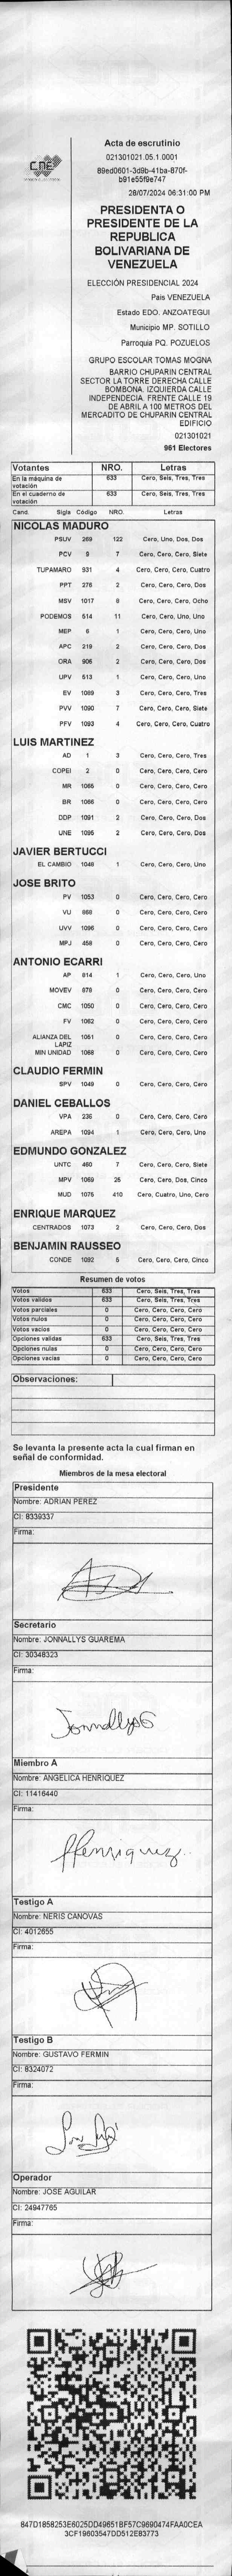 CNE
Acta de escrutinio
021301021.05.1.0001
89ed0601-3d9b-41ba-870f-
b91e55f9e747
28/07/2024 06:31:00 PM
PRESIDENTA O
PRESIDENTE DE LA
REPUBLICA
BOLIVARIANA DE
VENEZUELA
ELECCIÓN PRESIDENCIAL 2024
Pais VENEZUELA
Estado EDO. ANZOATEGUI
Municipio MP. SOTILLO
Parroquia PQ. POZUELOS
GRUPO ESCOLAR TOMAS MOGNA
BARRIO CHUPARIN CENTRAL
SECTOR LA TORRE DERECHA CALLE
BOMBONA. IZQUIERDA CALLE
INDEPENDECIA. FRENTE CALLE 19
DE ABRIL A 100 METROS DEL
MERCADITO DE CHUPARIN CENTRAL
EDIFICIO
021301021
961 Electores
Votantes NRO. Letras
En la máquina de votación 633 Cero, Seis, Tres, Tres
En el cuaderno de votación 633 Cero, Seis, Tres, Tres
Cand. Sigla Código NRO. Letras
NICOLAS MADURO
PSUV 269 122 Cero, Uno, Dos, Dos
PCV 9 7 Cero, Cero, Cero, Siete
TUPAMARO 931 4 Cero, Cero, Cero, Cuatro
PPT 276 2 Cero, Cero, Cero, Dos
MSV 1017 8 Cero, Cero, Cero, Ocho
PODEMOS 514 11 Cero, Cero, Uno, Uno
MEP 6 1 Cero, Cero, Cero, Uno
APC 219 2 Cero, Cero, Cero, Dos
ORA 906 2 Cero, Cero, Cero, Dos
UPV 513 1 Cero, Cero, Cero, Uno
EV 1089 3 Cero, Cero, Cero, Tres
PVV 1090 7 Cero, Cero, Cero, Siete
PFV 1093 4 Cero, Cero, Cero, Cuatro
LUIS MARTINEZ
AD 1 3 Cero, Cero, Cero, Tres
COPEI 2 0 Cero, Cero, Cero, Cero
MR 1065 0 Cero, Cero, Cero, Cero
BR 1066 0 Cero, Cero, Cero, Cero
DDP 1091 2 Cero, Cero, Cero, Dos
UNE 1095 2 Cero, Cero, Cero, Dos
JAVIER BERTUCCI
EL CAMBIO 1048 1 Cero, Cero, Cero, Uno
JOSE BRITO
PV 1053 0 Cero, Cero, Cero, Cero
VU 868 0 Cero, Cero, Cero, Cero
UVV 1096 0 Cero, Cero, Cero, Cero
MPJ 458 0 Cero, Cero, Cero, Cero
ANTONIO ECARRI
AP 814 1 Cero, Cero, Cero, Uno
MOVEV 878 0 Cero, Cero, Cero, Cero
CMC 1050 0 Cero, Cero, Cero, Cero
FV 1062 0 Cero, Cero, Cero, Cero
ALIANZA DEL LAPIZ 1051 0 Cero, Cero, Cero, Cero
MIN UNIDAD 1068 0 Cero, Cero, Cero, Cero
CLAUDIO FERMIN
SPV 1049 0 Cero, Cero, Cero, Cero
DANIEL CEBALLOS
VPA 236 0 Cero, Cero, Cero, Cero
AREPA 1094 1 Cero, Cero, Cero, Uno
EDMUNDO GONZALEZ
UNTC 460 7 Cero, Cero, Cero, Siete
MPV 1069 25 Cero, Cero, Dos, Cinco
MUD 1076 410 Cero, Cuatro, Uno, Cero
ENRIQUE MARQUEZ
CENTRADOS 1073 2 Cero, Cero, Cero, Dos
BENJAMIN RAUSSEO
CONDE 1092 5 Cero, Cero, Cero, Cinco
Resumen de votos
Votos 633 Cero, Seis, Tres, Tres
Votos validos 633 Cero, Seis, Tres, Tres
Votos parciales 0 Cero, Cero, Cero, Cero
Votos nulos 0 Cero, Cero, Cero, Cero
Votos vacíos 0 Cero, Cero, Cero, Cero
Opciones validas 633 Cero, Seis, Tres, Tres
Opciones nulas 0 Cero, Cero, Cero, Cero
Opciones vacias 0 Cero, Cero, Cero, Cero
Observaciones:
Se levanta la presente acta la cual firman en
señal de conformidad.
Miembros de la mesa electoral
Presidente
Nombre: ADRIAN PEREZ
CI: 8339337
Firma:
Secretario
Nombre: JONNALLYS GUAREMA
CI: 30348323
Firma:
JonnallysG
Miembro A
Nombre: ANGELICA HENRIQUEZ
CI: 11416440
Firma:
Henriquez
Testigo A
Nombre: NERIS CANOVAS
CI: 4012655
Firma:
Testigo B
Nombre: GUSTAVO FERMIN
CI: 8324072
Firma:
Operador
Nombre: JOSE AGUILAR
CI: 24947765
Firma:
847D1858253E6025DD49651BF57C9690474FAA0CEA
3CF19603547DD512E83773